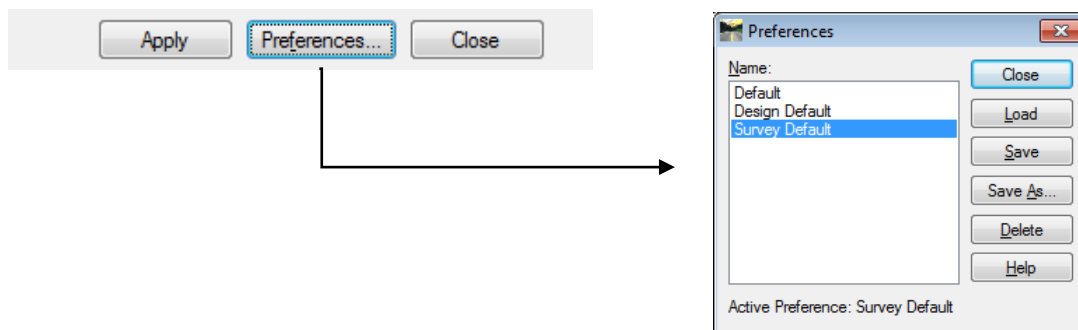 Apply
Preferences...
Close
Preferences
Name:
Default
Design Default
Survey Default
Close
Load
Save
Save As...
Delete
Help
Active Preference: Survey Default